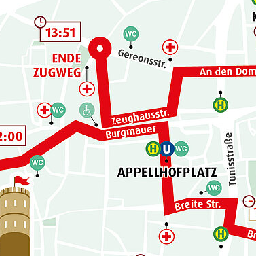 13:51
WC
Gereonsstr.
ENDE
ZUGWEG
An den Dom
WC
H
Zeughausstr.
Burgmauer
2:00
H U WC
WC
APPELLHOFPLATZ
Tunisstraße
WC
Breite Str.
H